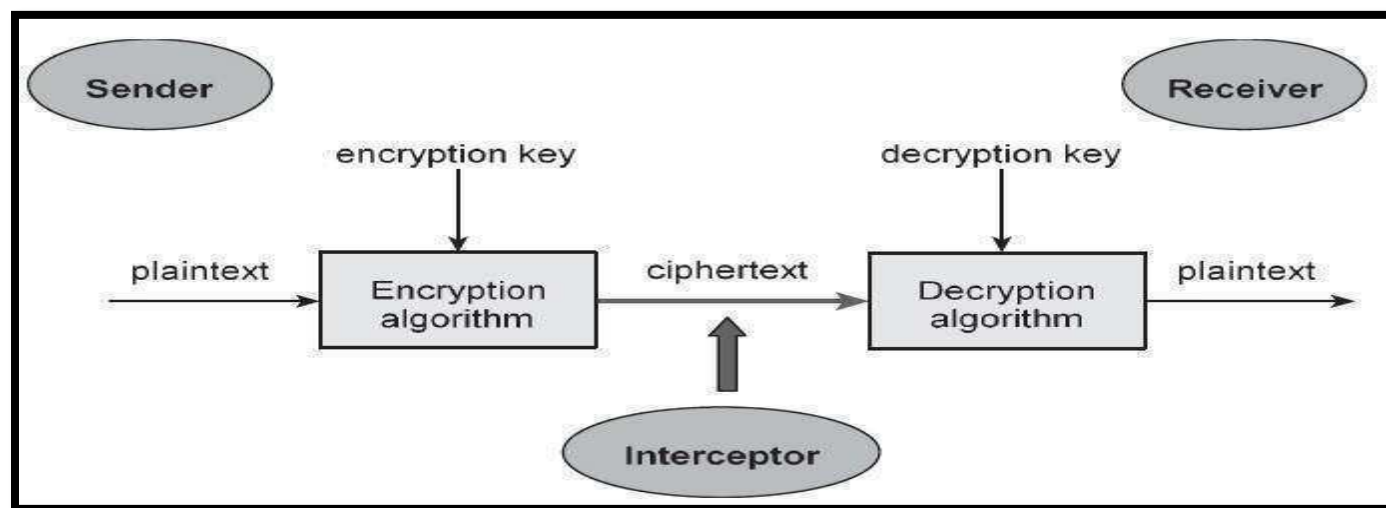 Sender
Receiver
encryption key
decryption key
plaintext
ciphertext
plaintext
Encryption
algorithm
Decryption
algorithm
Interceptor